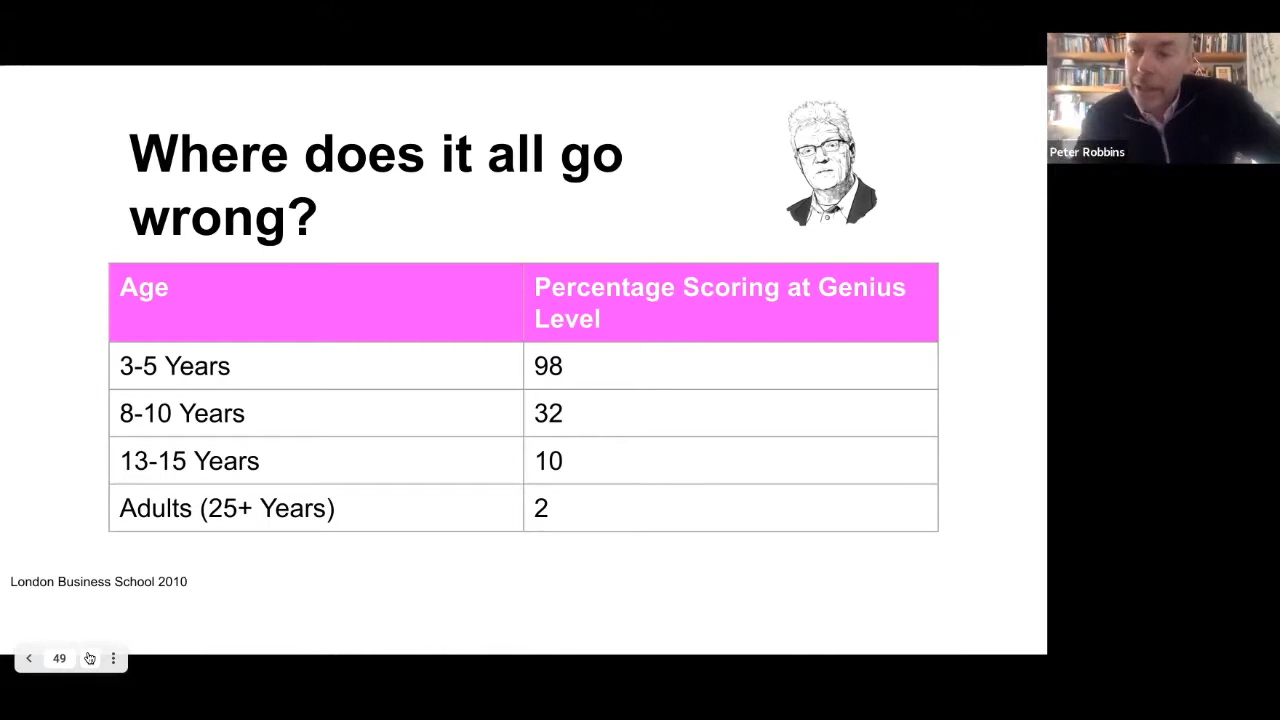 Where does it all go
wrong?
Age
Percentage Scoring at Genius
Level
3-5 Years
98
8-10 Years
32
13-15 Years
10
Adults (25+ Years)
2
London Business School 2010
49
Peter Robbins